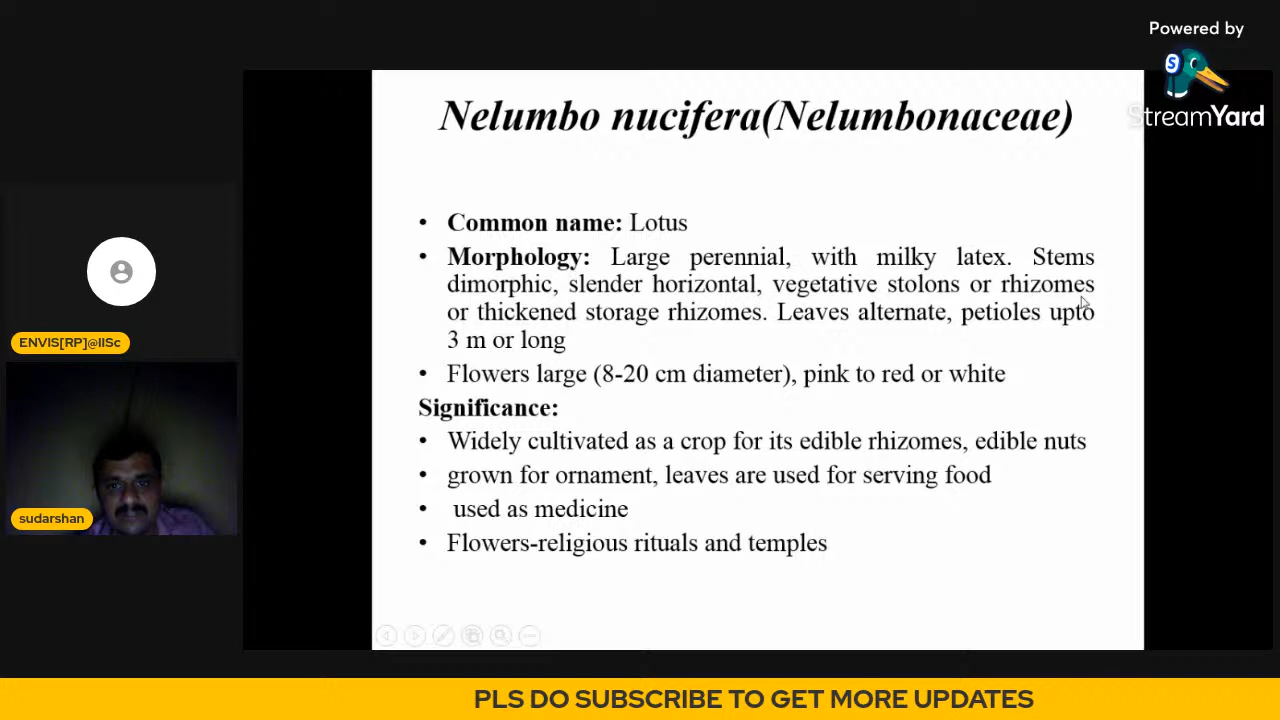 Powered by
S
StreamYard
Nelumbo nucifera(Nelumbonaceae)
• Common name: Lotus
• Morphology: Large perennial, with milky latex. Stems
dimorphic, slender horizontal, vegetative stolons or rhizomes
or thickened storage rhizomes. Leaves alternate, petioles upto
3 m or long
• Flowers large (8-20 cm diameter), pink to red or white
Significance:
• Widely cultivated as a crop for its edible rhizomes, edible nuts
• grown for ornament, leaves are used for serving food
• used as medicine
• Flowers-religious rituals and temples
ENVIS[RP]@IISc
sudarshan
PLS DO SUBSCRIBE TO GET MORE UPDATES